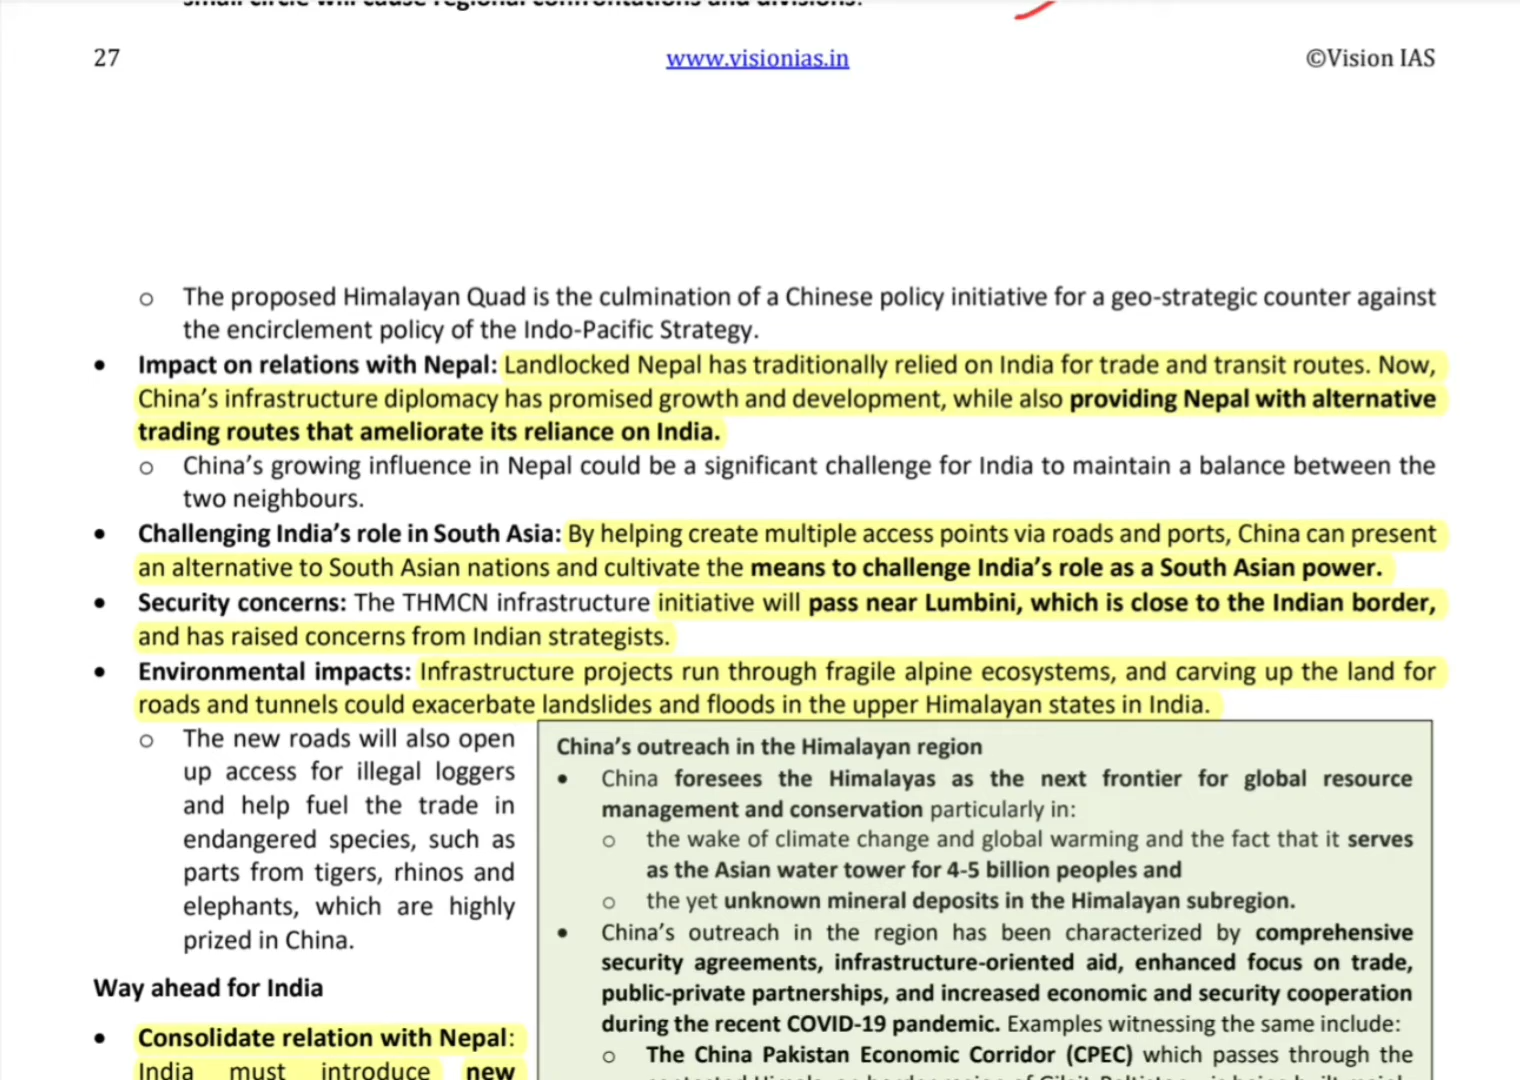 small circle will cause regional confrontations and divisions.
27 www.visionias.in ©Vision IAS
o The proposed Himalayan Quad is the culmination of a Chinese policy initiative for a geo-strategic counter against
the encirclement policy of the Indo-Pacific Strategy.
• Impact on relations with Nepal: Landlocked Nepal has traditionally relied on India for trade and transit routes. Now,
China's infrastructure diplomacy has promised growth and development, while also providing Nepal with alternative
trading routes that ameliorate its reliance on India.
o China's growing influence in Nepal could be a significant challenge for India to maintain a balance between the
two neighbours.
• Challenging India's role in South Asia: By helping create multiple access points via roads and ports, China can present
an alternative to South Asian nations and cultivate the means to challenge India's role as a South Asian power.
• Security concerns: The THMCN infrastructure initiative will pass near Lumbini, which is close to the Indian border,
and has raised concerns from Indian strategists.
• Environmental impacts: Infrastructure projects run through fragile alpine ecosystems, and carving up the land for
roads and tunnels could exacerbate landslides and floods in the upper Himalayan states in India.
o The new roads will also open
up access for illegal loggers
and help fuel the trade in
endangered species, such as
parts from tigers, rhinos and
elephants, which are highly
prized in China.
Way ahead for India
• Consolidate relation with Nepal:
India must introduce new
China's outreach in the Himalayan region
• China foresees the Himalayas as the next frontier for global resource
management and conservation particularly in:
o the wake of climate change and global warming and the fact that it serves
as the Asian water tower for 4-5 billion peoples and
o the yet unknown mineral deposits in the Himalayan subregion.
• China's outreach in the region has been characterized by comprehensive
security agreements, infrastructure-oriented aid, enhanced focus on trade,
public-private partnerships, and increased economic and security cooperation
during the recent COVID-19 pandemic. Examples witnessing the same include:
o The China Pakistan Economic Corridor (CPEC) which passes through the